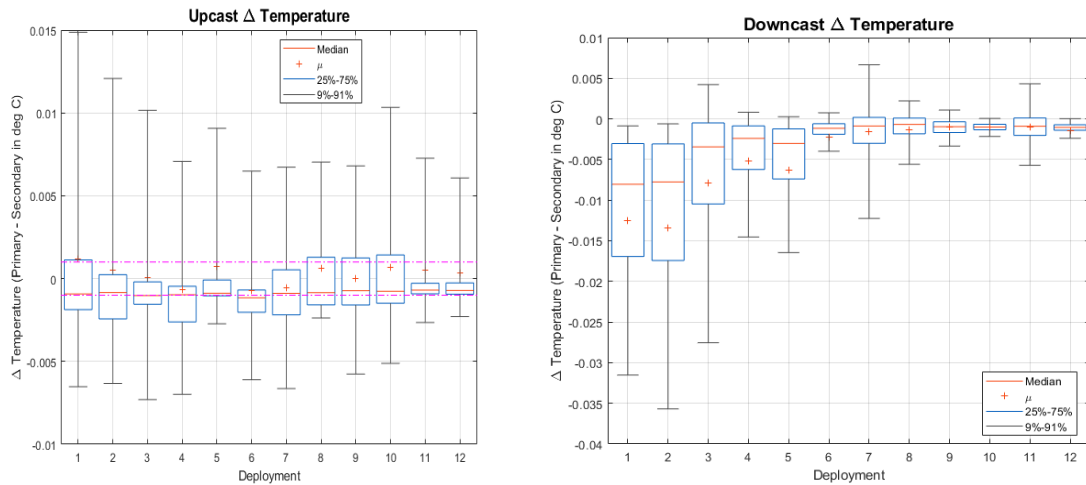 Upcast Δ Temperature
Δ Temperature (Primary - Secondary in deg C)
0.015
0.01
0.005
0
-0.005
-0.01
Median
μ
25%-75%
9%-91%
1 2 3 4 5 6 7 8 9 10 11 12
Deployment
Downcast Δ Temperature
Δ Temperature (Primary - Secondary in deg C)
0.01
0.005
0
-0.005
-0.01
-0.015
-0.02
-0.025
-0.03
-0.035
-0.04
Median
μ
25%-75%
9%-91%
1 2 3 4 5 6 7 8 9 10 11 12
Deployment